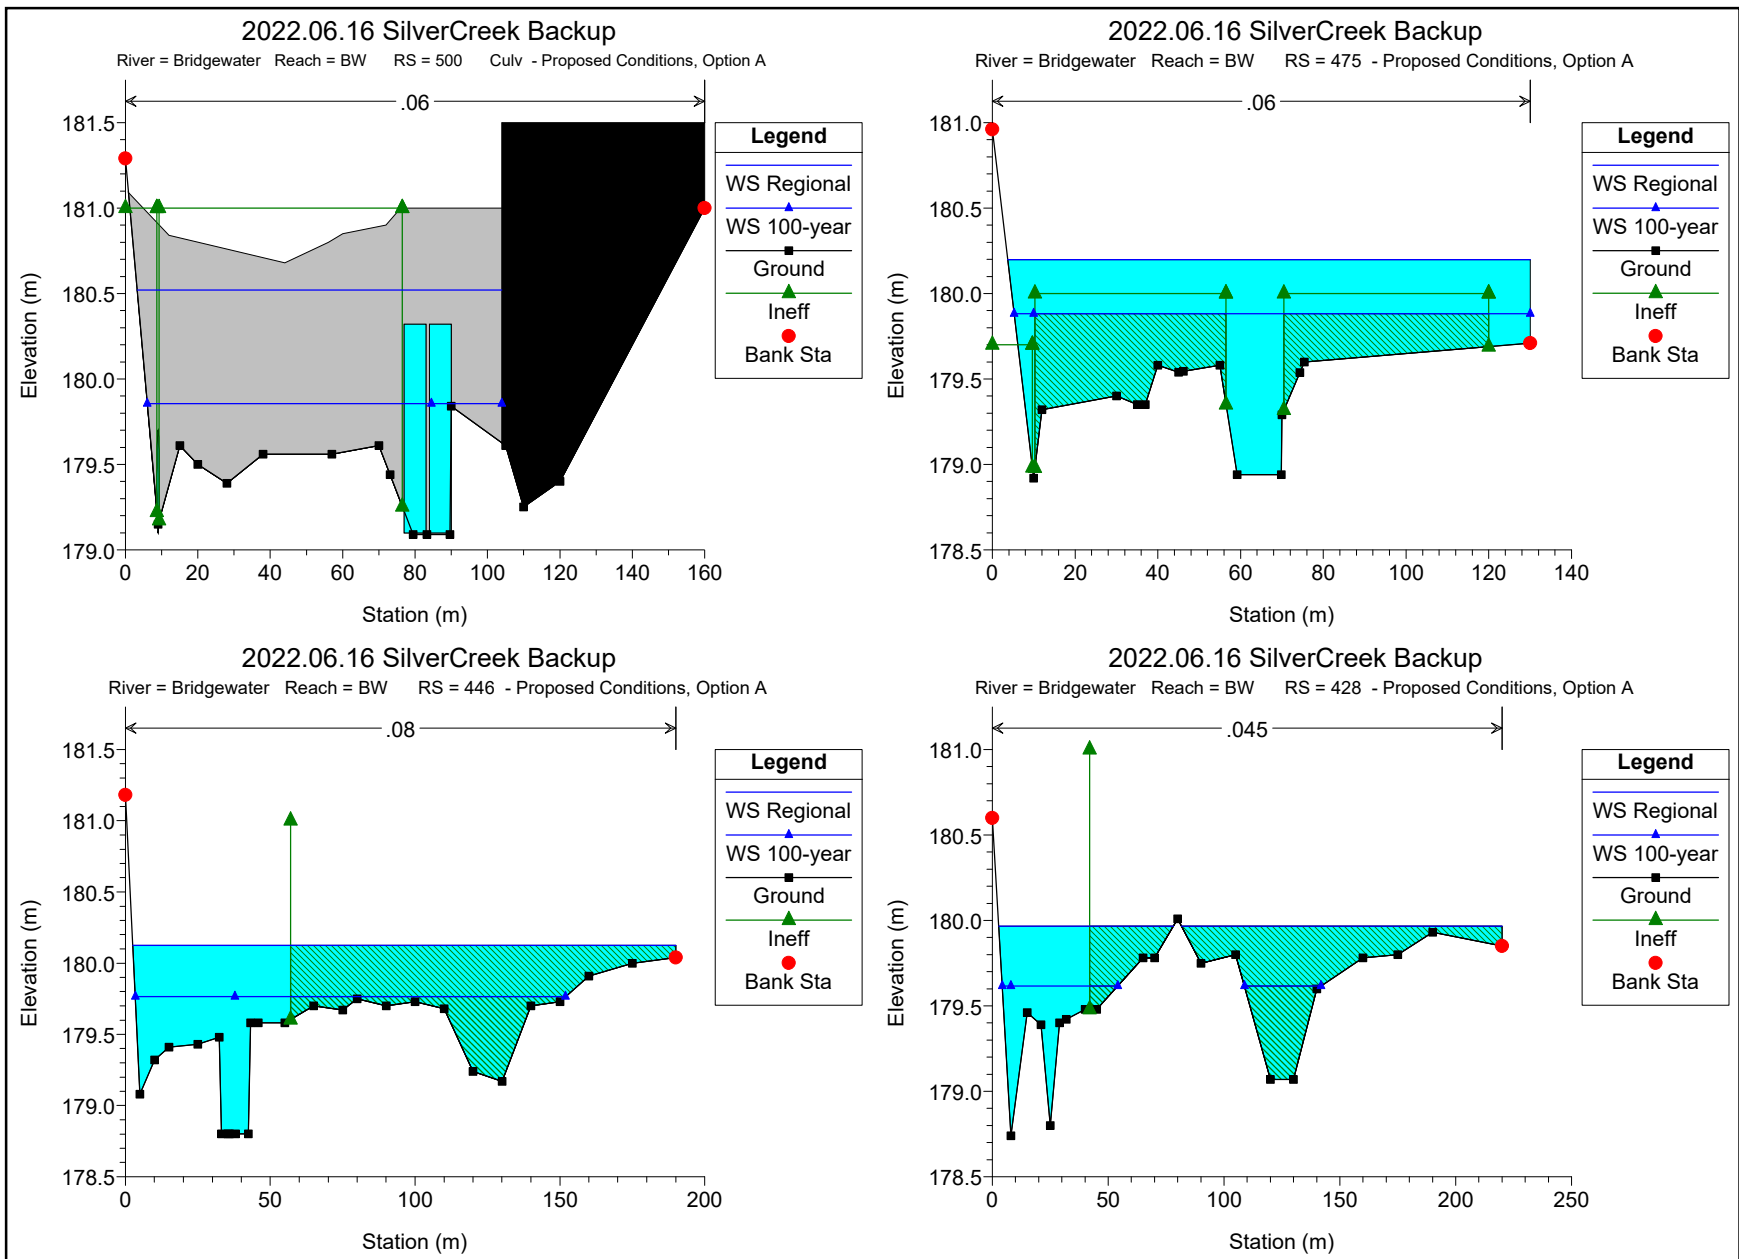 2022.06.16 SilverCreek Backup
River = Bridgewater Reach = BW RS = 500 Culv - Proposed Conditions, Option A
.06
181.5
181.0
180.5
180.0
179.5
179.0
Elevation (m)
0 20 40 60 80 100 120 140 160
Station (m)
Legend
WS Regional
WS 100-year
Ground
Ineff
Bank Sta
2022.06.16 SilverCreek Backup
River = Bridgewater Reach = BW RS = 475 - Proposed Conditions, Option A
.06
181.0
180.5
180.0
179.5
179.0
178.5
Elevation (m)
0 20 40 60 80 100 120 140
Station (m)
Legend
WS Regional
WS 100-year
Ground
Ineff
Bank Sta
2022.06.16 SilverCreek Backup
River = Bridgewater Reach = BW RS = 446 - Proposed Conditions, Option A
.08
181.5
181.0
180.5
180.0
179.5
179.0
178.5
Elevation (m)
0 50 100 150 200
Station (m)
Legend
WS Regional
WS 100-year
Ground
Ineff
Bank Sta
2022.06.16 SilverCreek Backup
River = Bridgewater Reach = BW RS = 428 - Proposed Conditions, Option A
.045
181.0
180.5
180.0
179.5
179.0
178.5
Elevation (m)
0 50 100 150 200 250
Station (m)
Legend
WS Regional
WS 100-year
Ground
Ineff
Bank Sta